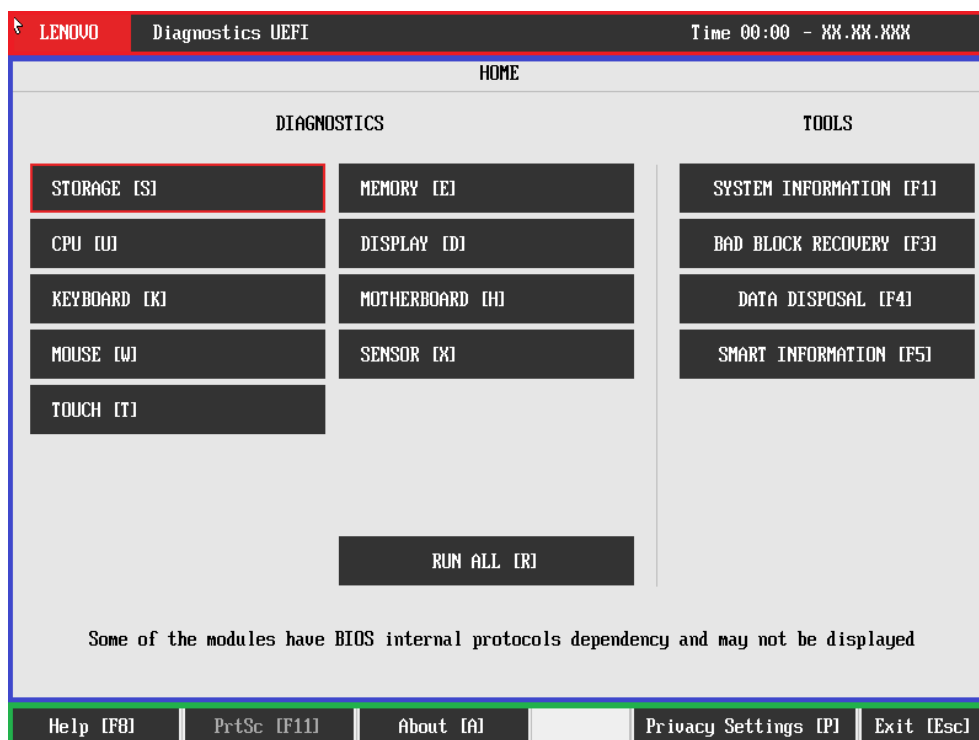 LENOVO Diagnostics UEFI Time 00:00 - XX.XX.XXX
HOME
DIAGNOSTICS TOOLS
STORAGE [S] MEMORY [E] SYSTEM INFORMATION [F1]
CPU [U] DISPLAY [D] BAD BLOCK RECOVERY [F3]
KEYBOARD [K] MOTHERBOARD [H] DATA DISPOSAL [F4]
MOUSE [W] SENSOR [X] SMART INFORMATION [F5]
TOUCH [T]
RUN ALL [R]
Some of the modules have BIOS internal protocols dependency and may not be displayed
Help [F8] PrtSc [F11] About [A] Privacy Settings [P] Exit [Esc]